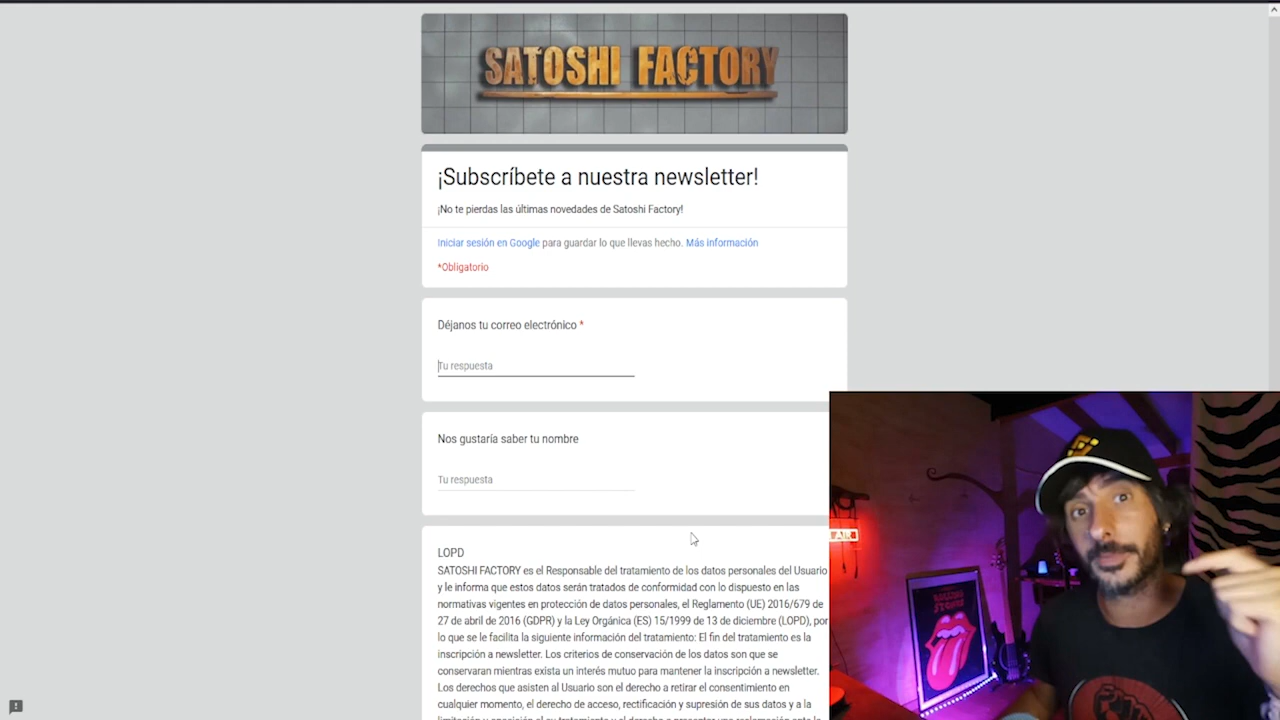 SATOSHI FACTORY
¡Subscríbete a nuestra newsletter!
¡No te pierdas las últimas novedades de Satoshi Factory!
Iniciar sesión en Google para guardar lo que llevas hecho. Más información
*Obligatorio
Déjanos tu correo electrónico *
Tu respuesta
Nos gustaría saber tu nombre
Tu respuesta
LOPD
SATOSHI FACTORY es el Responsable del tratamiento de los datos personales del Usuario
y le informa que estos datos serán tratados de conformidad con lo dispuesto en las
normativas vigentes en protección de datos personales, el Reglamento (UE) 2016/679 de
27 de abril de 2016 (GDPR) y la Ley Orgánica (ES) 15/1999 de 13 de diciembre (LOPD), por
lo que se le facilita la siguiente información del tratamiento: El fin del tratamiento es la
inscripción a newsletter. Los criterios de conservación de los datos son que se
conservaran mientras exista un interés mutuo para mantener la inscripción a newsletter.
Los derechos que asisten al Usuario son el derecho a retirar el consentimiento en
cualquier momento, el derecho de acceso, rectificación y supresión de sus datos y a la
AIR